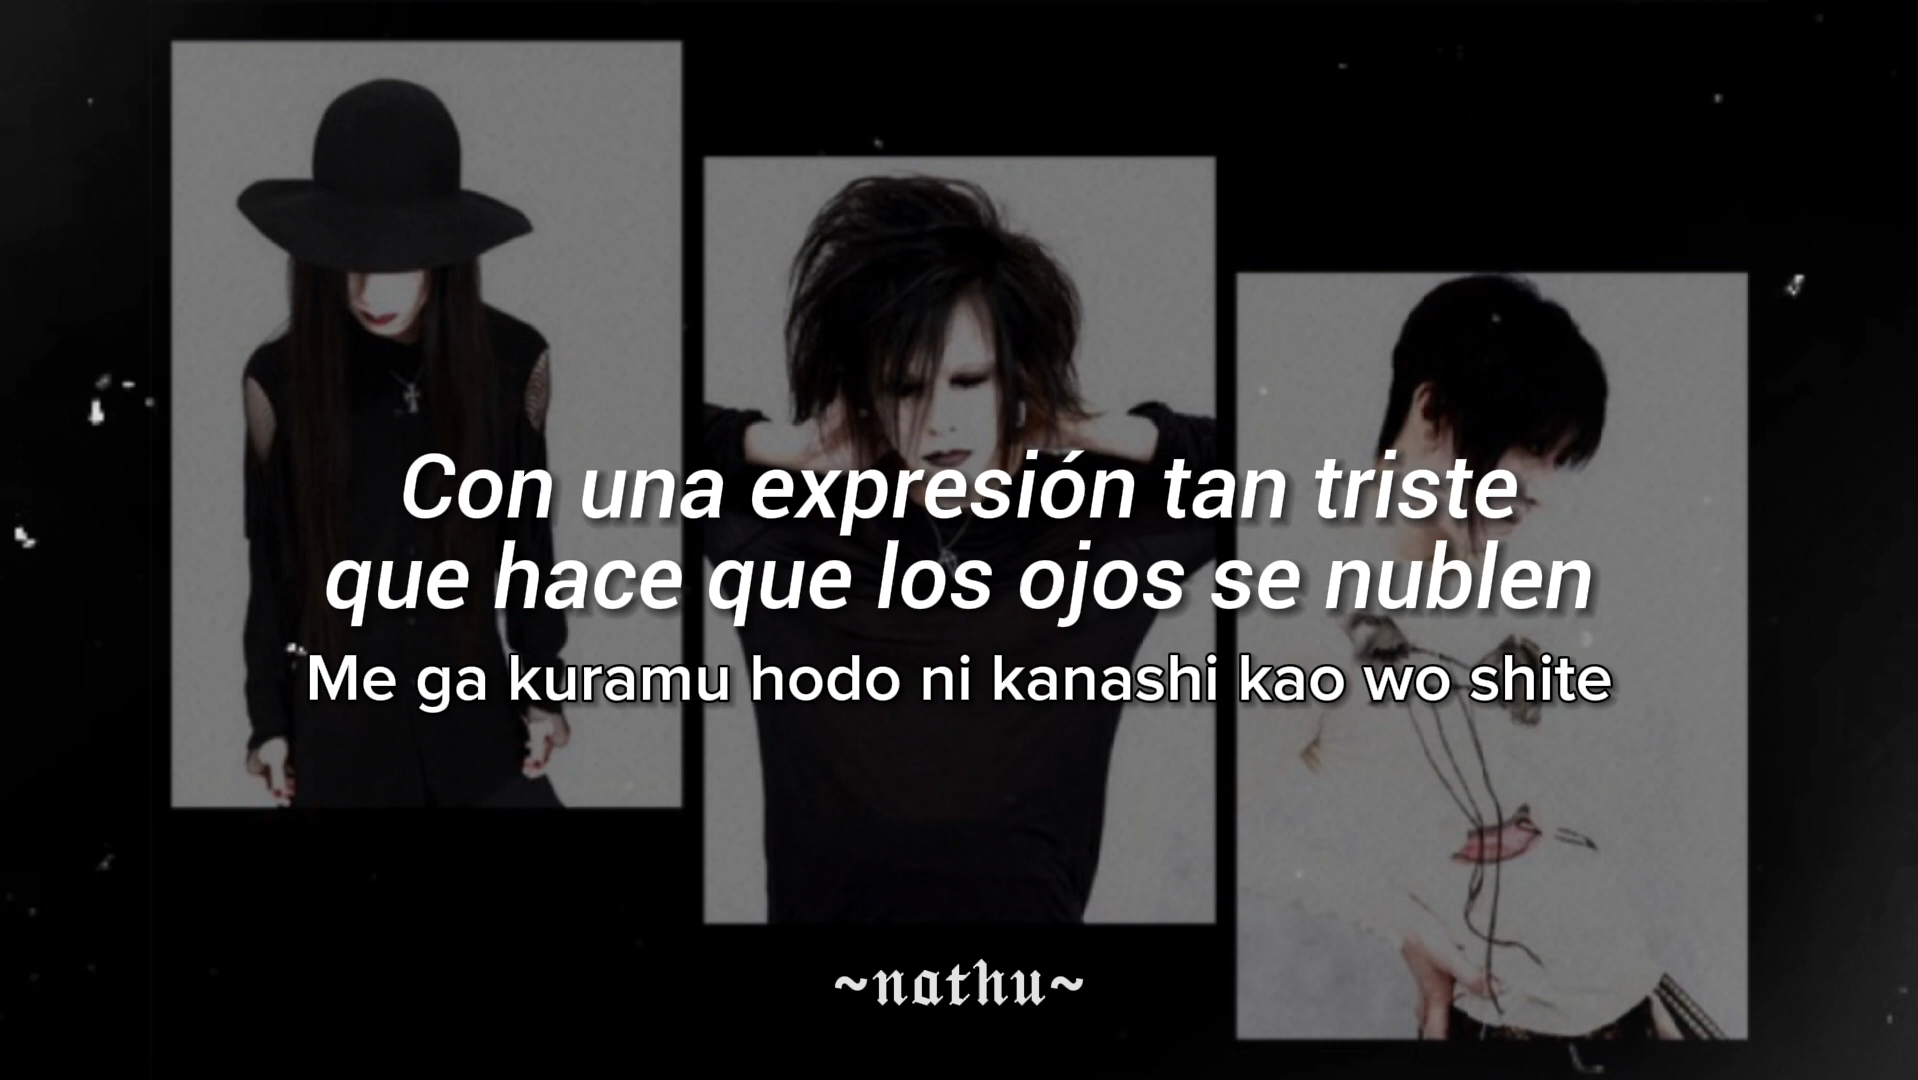 Con una expresión tan triste
que hace que los ojos se nublen
Me ga kuramu hodo ni kanashi kao wo shite
~nathu~